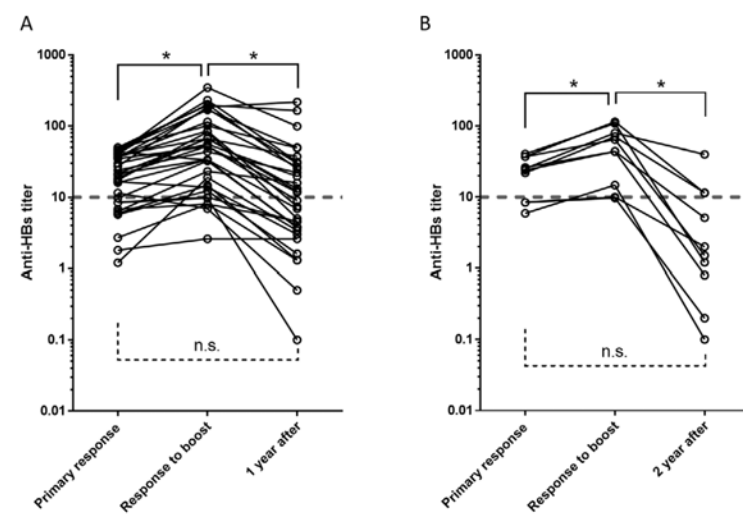 A
Anti-HBs titer
1000
100
10
1
0.1
0.01
*
*
n.s.
Primary response
Response to boost
1 year after
B
Anti-HBs titer
1000
100
10
1
0.1
0.01
*
*
n.s.
Primary response
Response to boost
2 year after